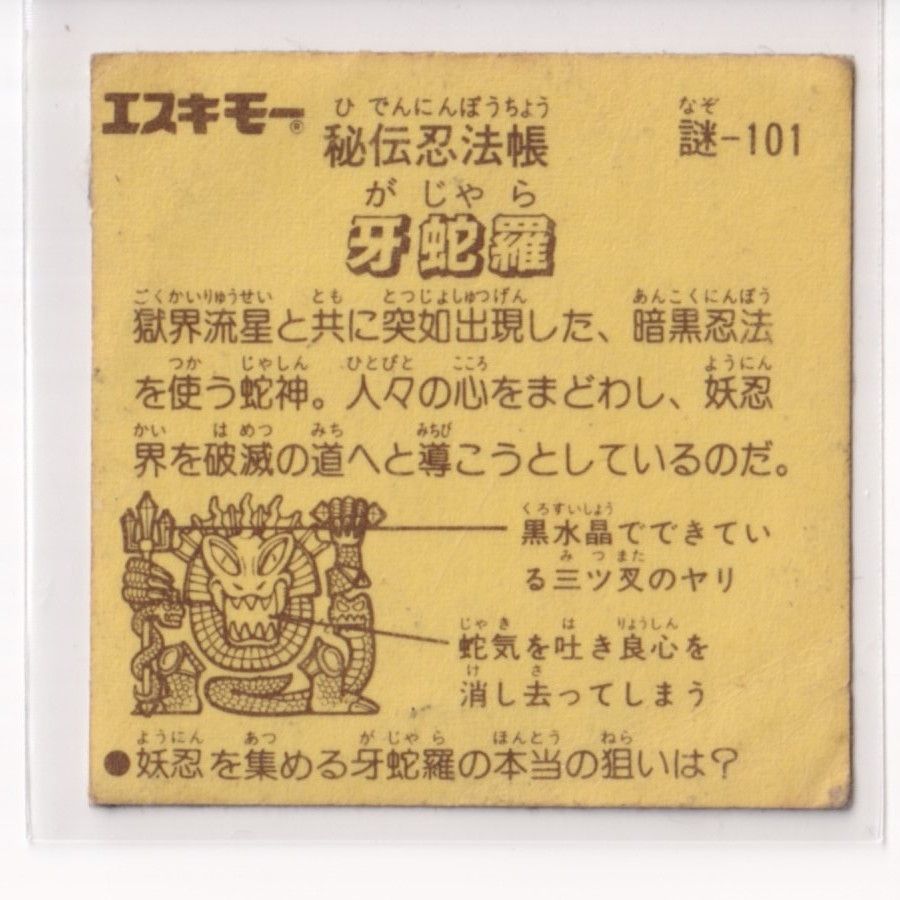 エスキモー®
ひでんにんぽうちょう
秘伝忍法帳
なぞ
謎-101
がじゃら
牙蛇羅
ごくかいりゅうせい とも とつじょしゅつげん あんこくにんぽう
獄界流星と共に突如出現した、暗黒忍法
つか じゃしん ひとびと こころ ようにん
を使う蛇神。人々の心をまどわし、妖忍
かい はめつ みち みちび
界を破滅の道へと導こうとしているのだ。
くろすいしょう
黒水晶でできてい
みつまた
る三ツ叉のヤリ
じゃき は りょうしん
蛇気を吐き良心を
け さ
消し去ってしまう
ようにん あつ がじゃら ほんとう ねら
●妖忍を集める牙蛇羅の本当の狙いは?